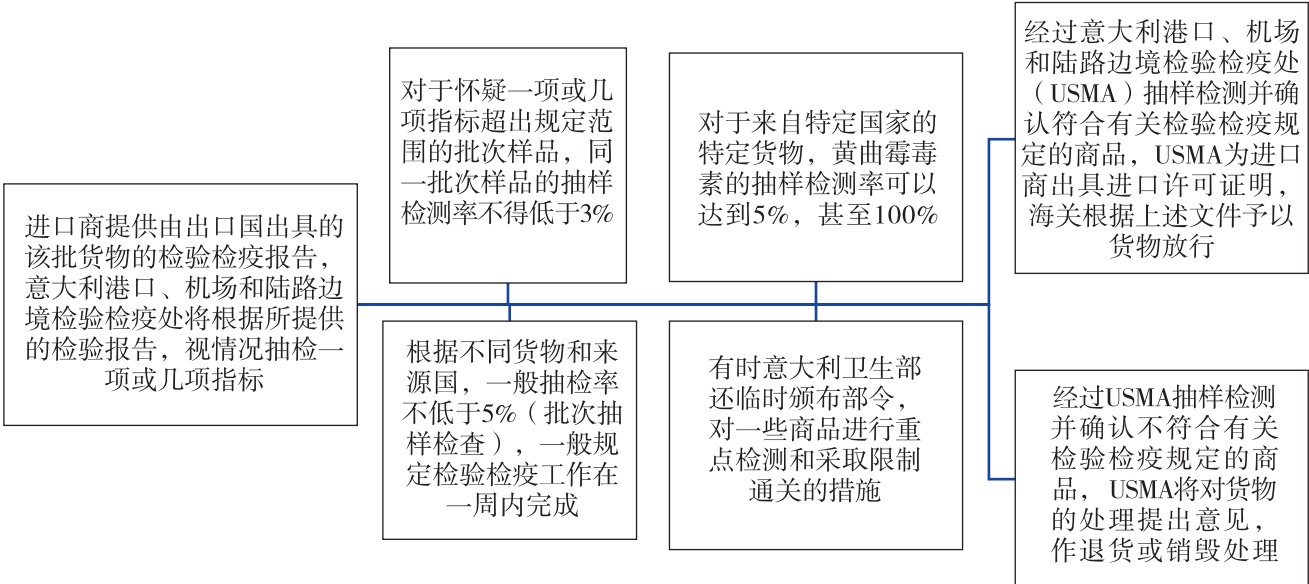 进口商提供由出口国出具的
该批货物的检验检疫报告，
意大利港口、机场和陆路边
境检验检疫处将根据所提供
的检验报告，视情况抽检一
项或几项指标
对于怀疑一项或几
项指标超出规定范
围的批次样品，同
一批次样品的抽样
检测率不得低于3%
根据不同货物和来
源国，一般抽检率
不低于5%（批次抽
样检查），一般规
定检验检疫工作在
一周内完成
对于来自特定国家的
特定货物，黄曲霉毒
素的抽样检测率可以
达到5%，甚至100%
有时意大利卫生部
还临时颁布部令，
对一些商品进行重
点检测和采取限制
通关的措施
经过意大利港口、机场
和陆路边境检验检疫处
（USMA）抽样检测并确
认符合有关检验检疫规
定的商品，USMA为进口
商出具进口许可证明，
海关根据上述文件予以
货物放行
经过USMA抽样检测
并确认不符合有关
检验检疫规定的商
品，USMA将对货物
的处理提出意见，
作退货或销毁处理